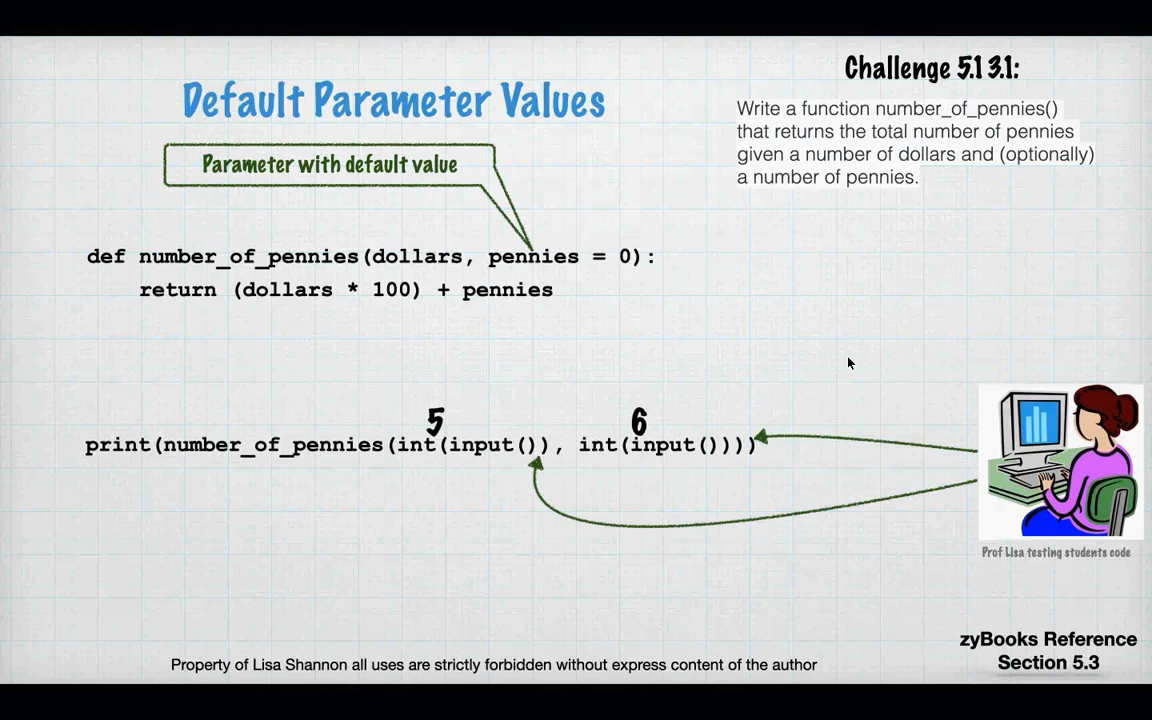 Default Parameter Values
Challenge 5.13.1:
Write a function number_of_pennies()
that returns the total number of pennies
given a number of dollars and (optionally)
a number of pennies.
Parameter with default value
def number_of_pennies(dollars, pennies = 0):
return (dollars * 100) + pennies
5 6
print(number_of_pennies(int(input()), int(input())))
Prof Lisa testing students code
zyBooks Reference
Section 5.3
Property of Lisa Shannon all uses are strictly forbidden without express content of the author